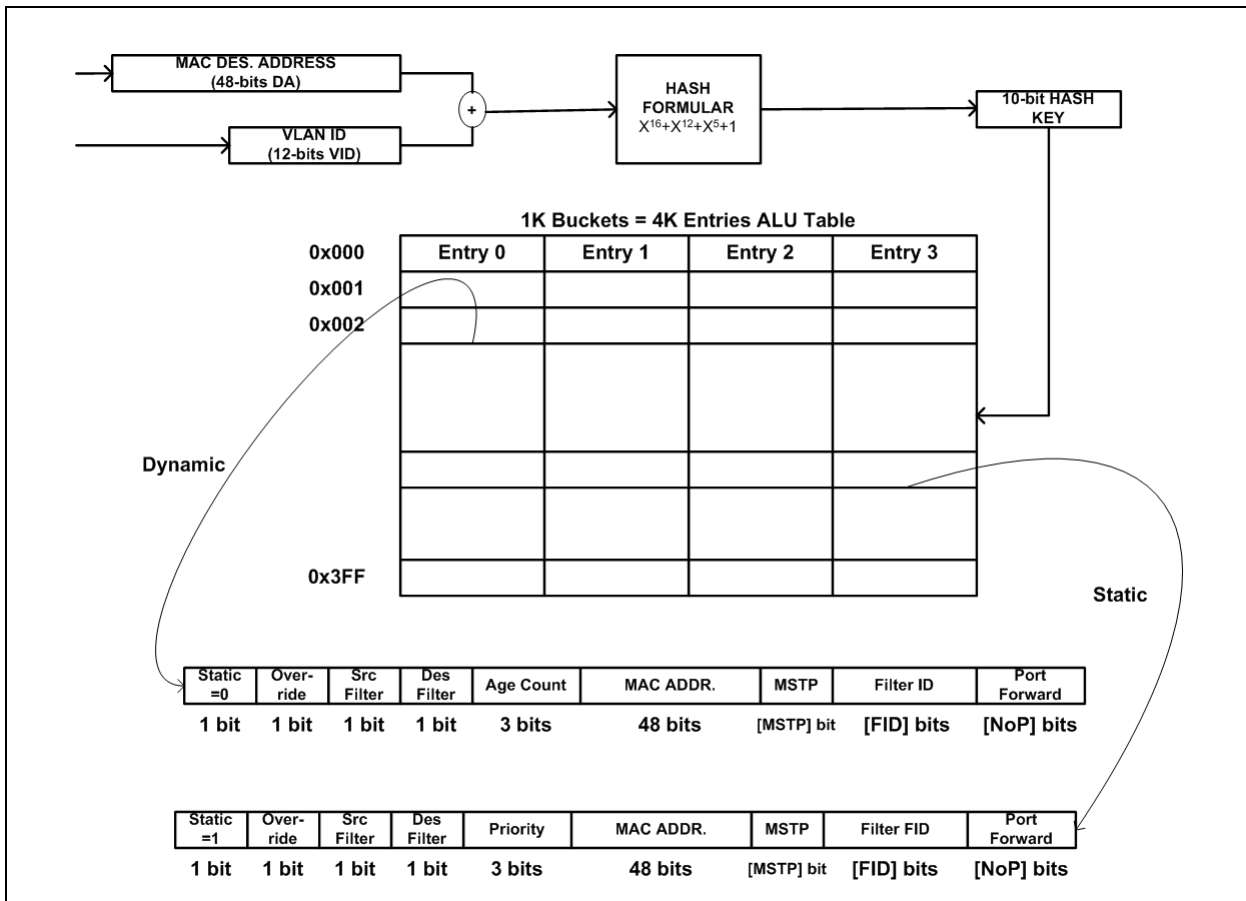 MAC DES. ADDRESS
(48-bits DA)
VLAN ID
(12-bits VID)
+
HASH
FORMULAR
X16+X12+X5+1
10-bit HASH
KEY
1K Buckets = 4K Entries ALU Table
0x000
Entry 0
Entry 1
Entry 2
Entry 3
0x001
0x002
0x3FF
Dynamic
Static
Static
=0
Over-
ride
Src
Filter
Des
Filter
Age Count
MAC ADDR.
MSTP
Filter ID
Port
Forward
1 bit
1 bit
1 bit
1 bit
3 bits
48 bits
[MSTP] bit
[FID] bits
[NoP] bits
Static
=1
Over-
ride
Src
Filter
Des
Filter
Priority
MAC ADDR.
MSTP
Filter FID
Port
Forward
1 bit
1 bit
1 bit
1 bit
3 bits
48 bits
[MSTP] bit
[FID] bits
[NoP] bits